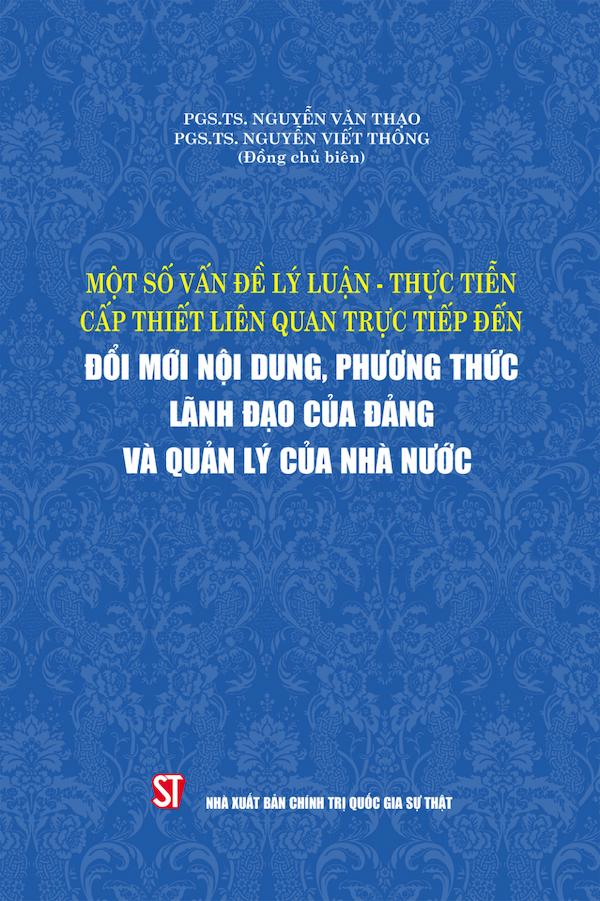 PGS.TS. NGUYỄN VĂN THẠO
PGS.TS. NGUYỄN VIẾT THÔNG
(Đồng chủ biên)
MỘT SỐ VẤN ĐỀ LÝ LUẬN - THỰC TIỄN
CẤP THIẾT LIÊN QUAN TRỰC TIẾP ĐẾN
ĐỔI MỚI NỘI DUNG, PHƯƠNG THỨC
LÃNH ĐẠO CỦA ĐẢNG
VÀ QUẢN LÝ CỦA NHÀ NƯỚC
ST
NHÀ XUẤT BẢN CHÍNH TRỊ QUỐC GIA SỰ THẬT